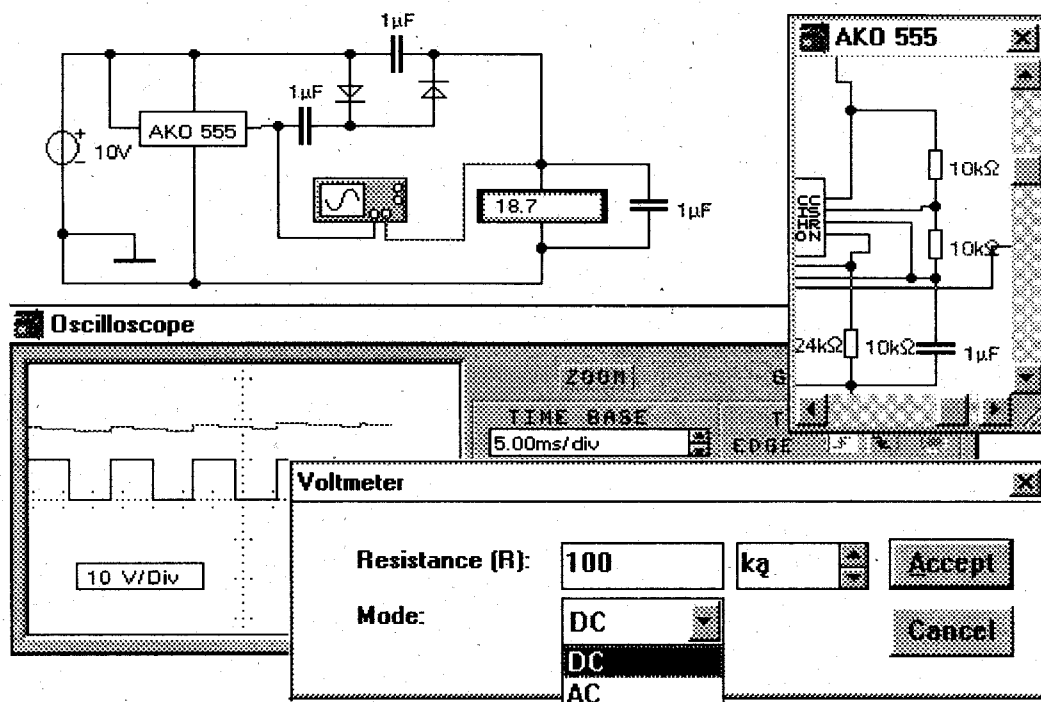 1µF
1µF
AKO 555
10V
18.7
1µF
AKO 555
10kΩ
10kΩ
24kΩ
10kΩ
1µF
Oscilloscope
ZOOM
TIME BASE
5.00ms/div
EDGE
10 V/Div
Voltmeter
Resistance (R):
100
ką
Accept
Mode:
DC
Cancel
DC
AC